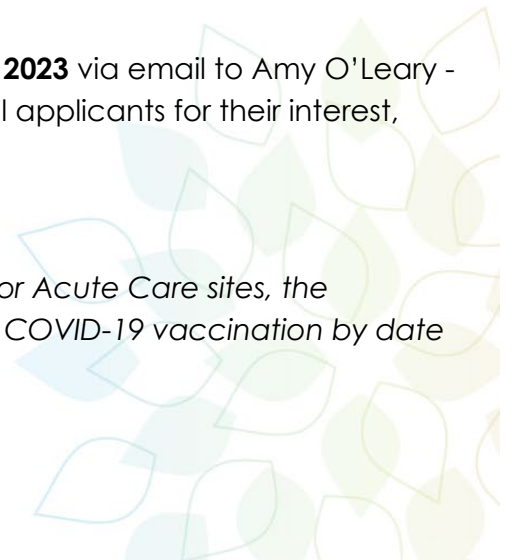 2023 via email to Amy O’Leary -
l applicants for their interest,
or Acute Care sites, the
COVID-19 vaccination by date